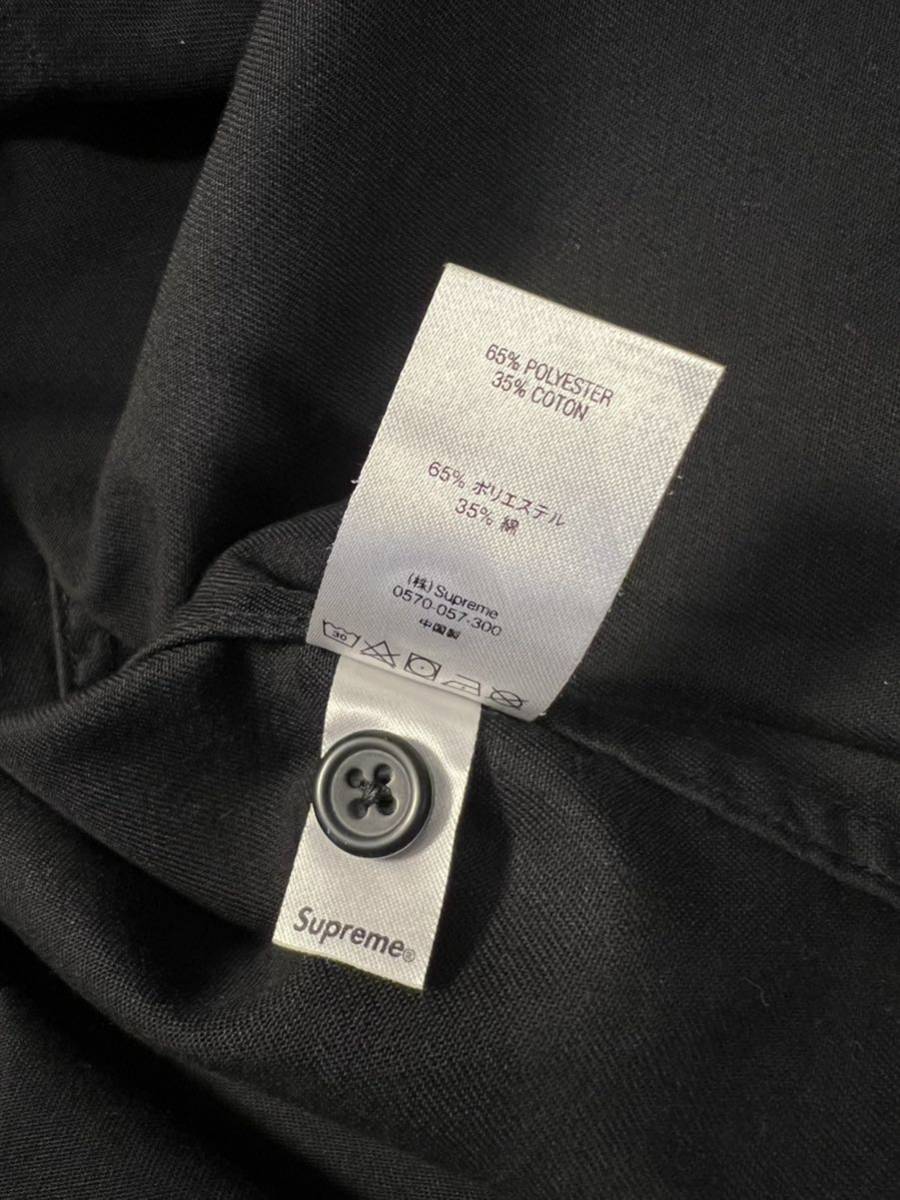 65% POLYESTER
35% COTON
65% ポリエステル
35% 綿
(株)Supreme
0570-057-300
中国製
30
Supreme®